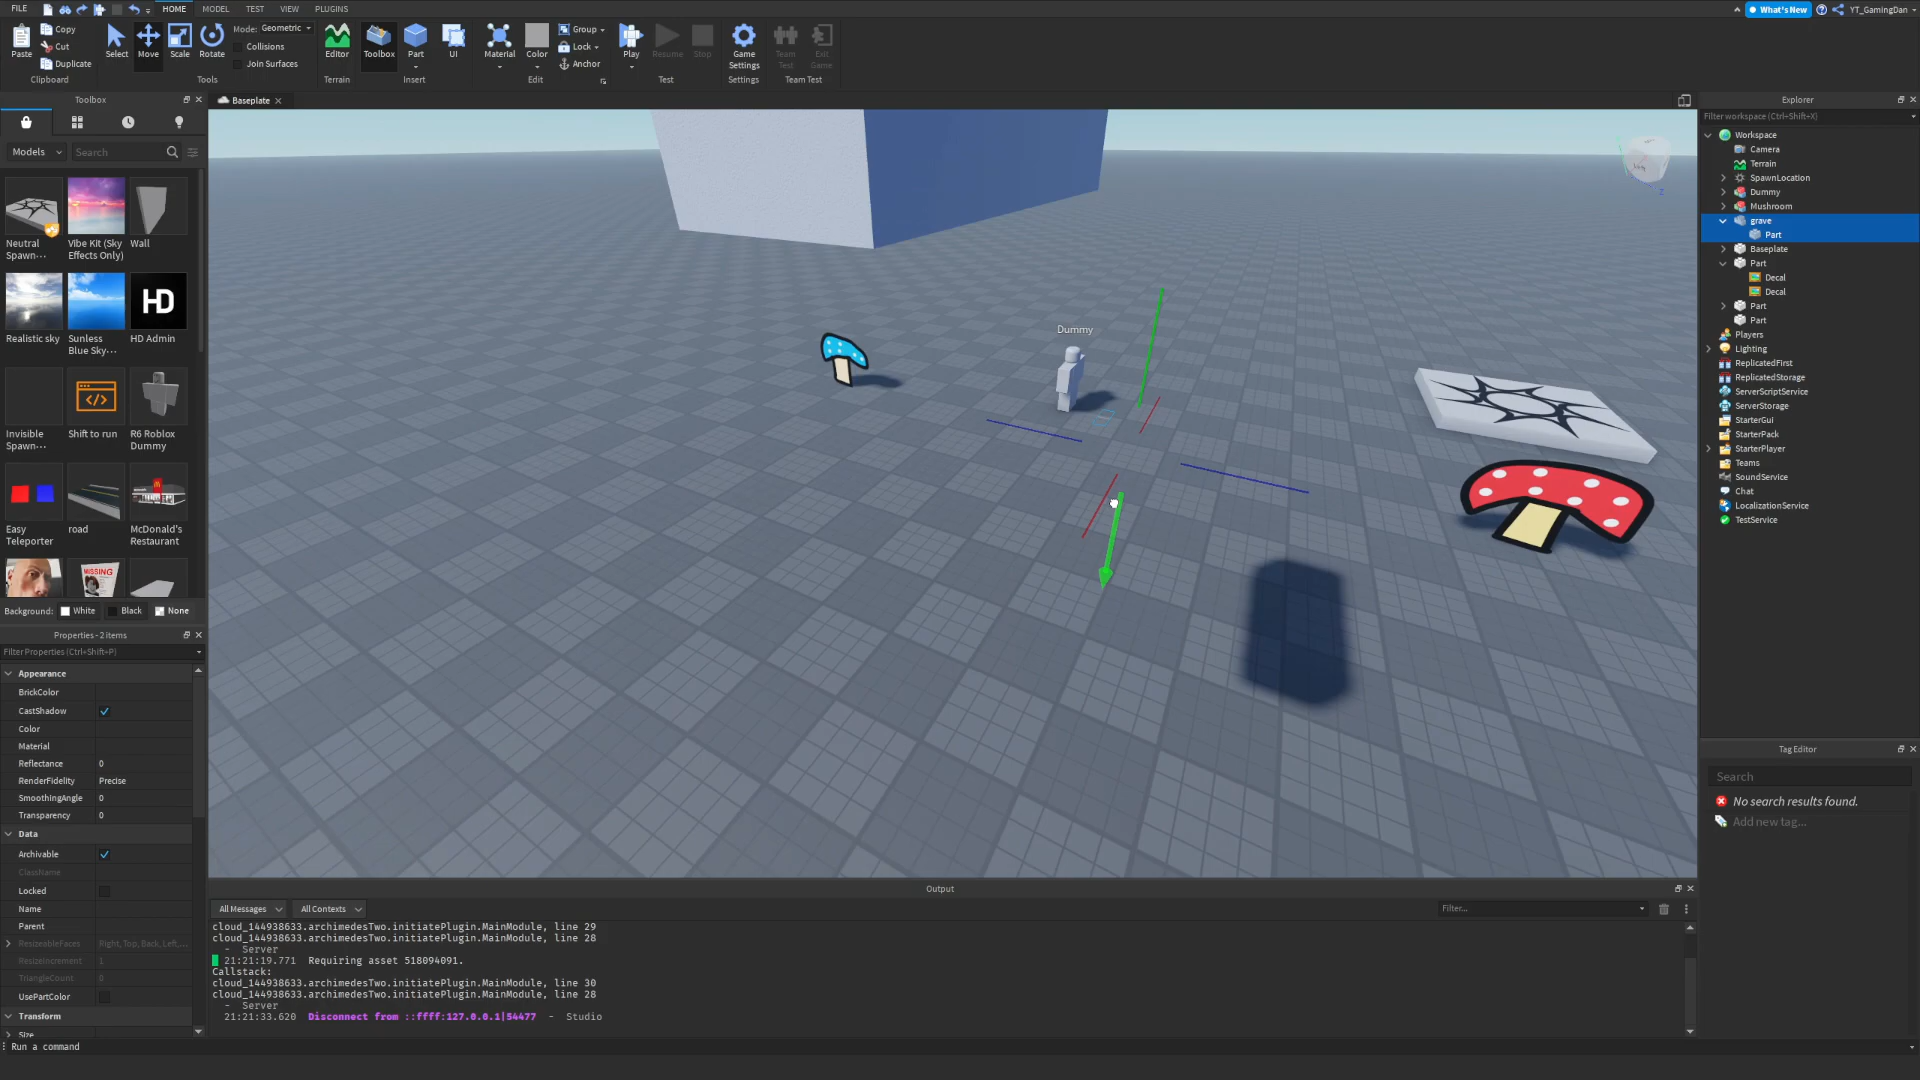 FILE HOME MODEL TEST VIEW PLUGINS
What's New YT_GamingDan
Paste Copy Cut Duplicate
Select Move Scale Rotate
Mode: Geometric
Collisions
Join Surfaces
Editor Toolbox Part UI Material Color
Group
Lock
Anchor
Play Resume Stop
Game Settings Team Test Exit Game
Clipboard Tools Terrain Insert Edit Test Settings Team Test
Toolbox
Models Search
Neutral Spawn... Vibe Kit (Sky Effects Only) Wall
Realistic sky Sunless Blue Sky... HD Admin
HD
Invisible Spawn... Shift to run R6 Roblox Dummy
Easy Teleporter road McDonald's Restaurant
MISSING
Background: White Black None
Properties - 2 items
Filter Properties (Ctrl+Shift+P)
Appearance
BrickColor
CastShadow
Color
Material
Reflectance 0
RenderFidelity Precise
SmoothingAngle 0
Transparency 0
Data
Archivable
ClassName
Locked
Name
Parent
ResizeableFaces Right, Top, Back, Left,...
ResizeIncrement 1
TriangleCount 0
UsePartColor
Transform
Size
Baseplate
Dummy
Output
All Messages All Contexts Filter...
cloud_144938633.archimedesTwo.initiatePlugin.MainModule, line 29
cloud_144938633.archimedesTwo.initiatePlugin.MainModule, line 28
- Server
21:21:19.771 Requiring asset 518094091.
Callstack:
cloud_144938633.archimedesTwo.initiatePlugin.MainModule, line 30
cloud_144938633.archimedesTwo.initiatePlugin.MainModule, line 28
- Server
21:21:33.620 Disconnect from ::ffff:127.0.0.1|54477 - Studio
Run a command
Explorer
Filter workspace (Ctrl+Shift+X)
Workspace
Camera
Terrain
SpawnLocation
Dummy
Mushroom
grave
Part
Baseplate
Part
Decal
Decal
Part
Part
Players
Lighting
ReplicatedFirst
ReplicatedStorage
ServerScriptService
ServerStorage
StarterGui
StarterPack
StarterPlayer
Teams
SoundService
Chat
LocalizationService
TestService
Tag Editor
Search
No search results found.
Add new tag...